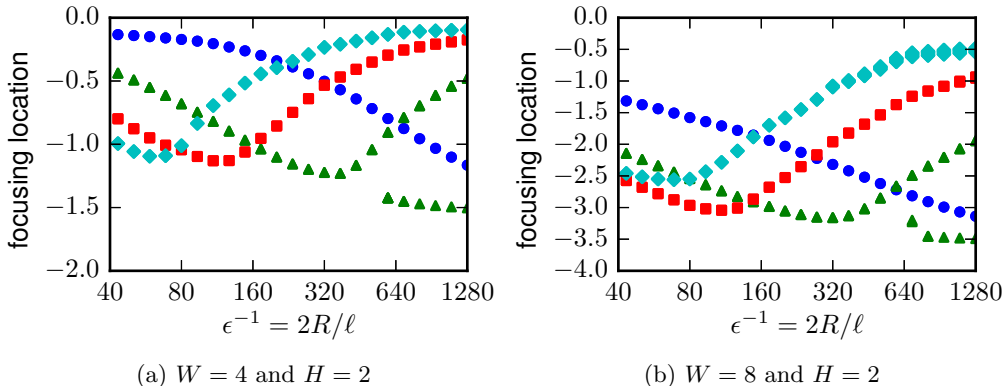 0.0
−0.5
−1.0
−1.5
−2.0
focusing location
40 80 160 320 640 1280
ϵ⁻¹ = 2R/ℓ
(a) W = 4 and H = 2
0.0
−0.5
−1.0
−1.5
−2.0
−2.5
−3.0
−3.5
−4.0
focusing location
40 80 160 320 640 1280
ϵ⁻¹ = 2R/ℓ
(b) W = 8 and H = 2